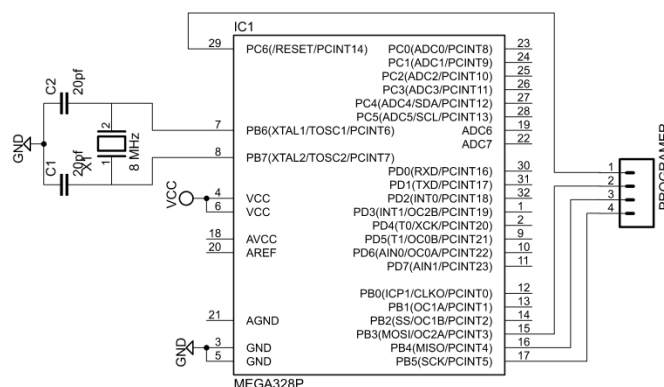 IC1
29 PC6(/RESET/PCINT14) PC0(ADC0/PCINT8) 23
PC1(ADC1/PCINT9) 24
PC2(ADC2/PCINT10) 25
PC3(ADC3/PCINT11) 26
PC4(ADC4/SDA/PCINT12) 27
PC5(ADC5/SCL/PCINT13) 28
C2 20pf
7 PB6(XTAL1/TOSC1/PCINT6) ADC6 19
ADC7 22
GND
2
X1 8 MHz
1
C1 20pf
8 PB7(XTAL2/TOSC2/PCINT7)
PD0(RXD/PCINT16) 30
PD1(TXD/PCINT17) 31
VCC
4 VCC PD2(INT0/PCINT18) 32
6 VCC PD3(INT1/OC2B/PCINT19) 1
PD4(T0/XCK/PCINT20) 2
18 AVCC PD5(T1/OC0B/PCINT21) 9
20 AREF PD6(AIN0/OC0A/PCINT22) 10
PD7(AIN1/PCINT23) 11
1
2
3
4
PROGRAMER
PB0(ICP1/CLKO/PCINT0) 12
PB1(OC1A/PCINT1) 13
21 AGND PB2(SS/OC1B/PCINT2) 14
PB3(MOSI/OC2A/PCINT3) 15
GND
3 GND PB4(MISO/PCINT4) 16
5 GND PB5(SCK/PCINT5) 17
MEGA328P